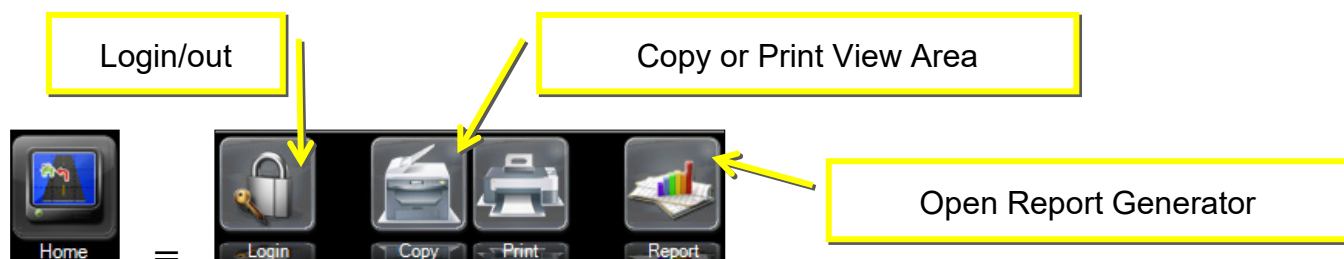 Login/out
Copy or Print View Area
Open Report Generator
Home
=
Login
Copy
Print
Report